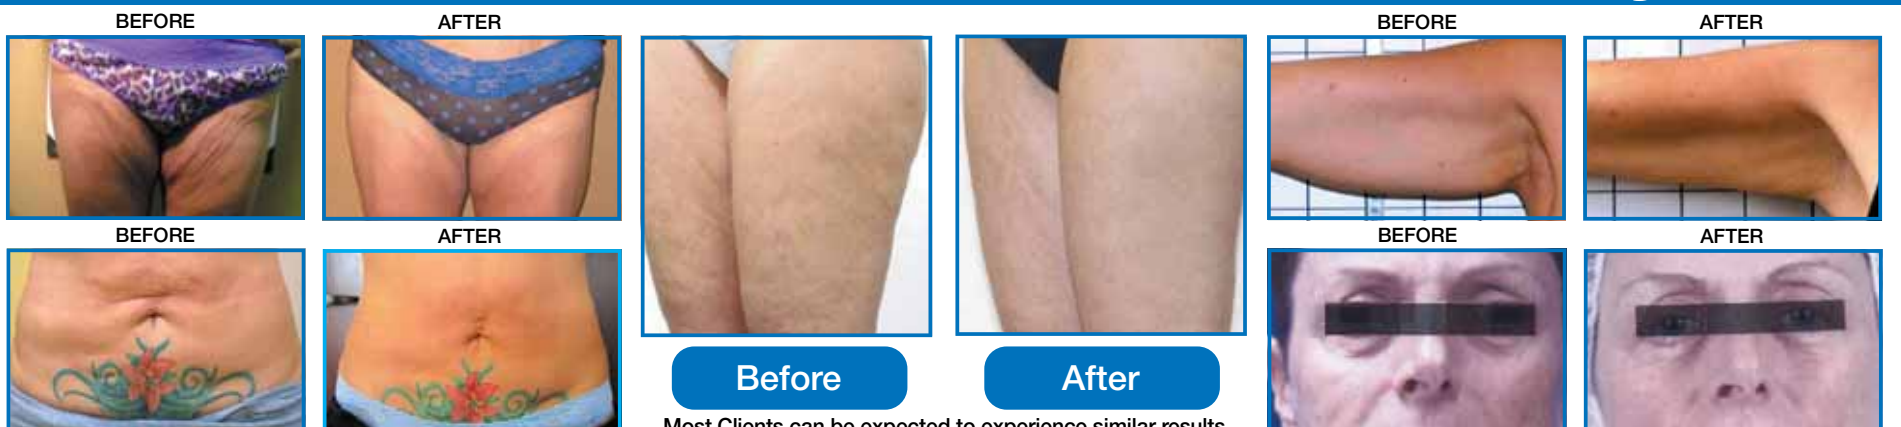 BEFORE
AFTER
BEFORE
AFTER
BEFORE
AFTER
BEFORE
AFTER
Before
After
Most Clients can be expected to experience similar results